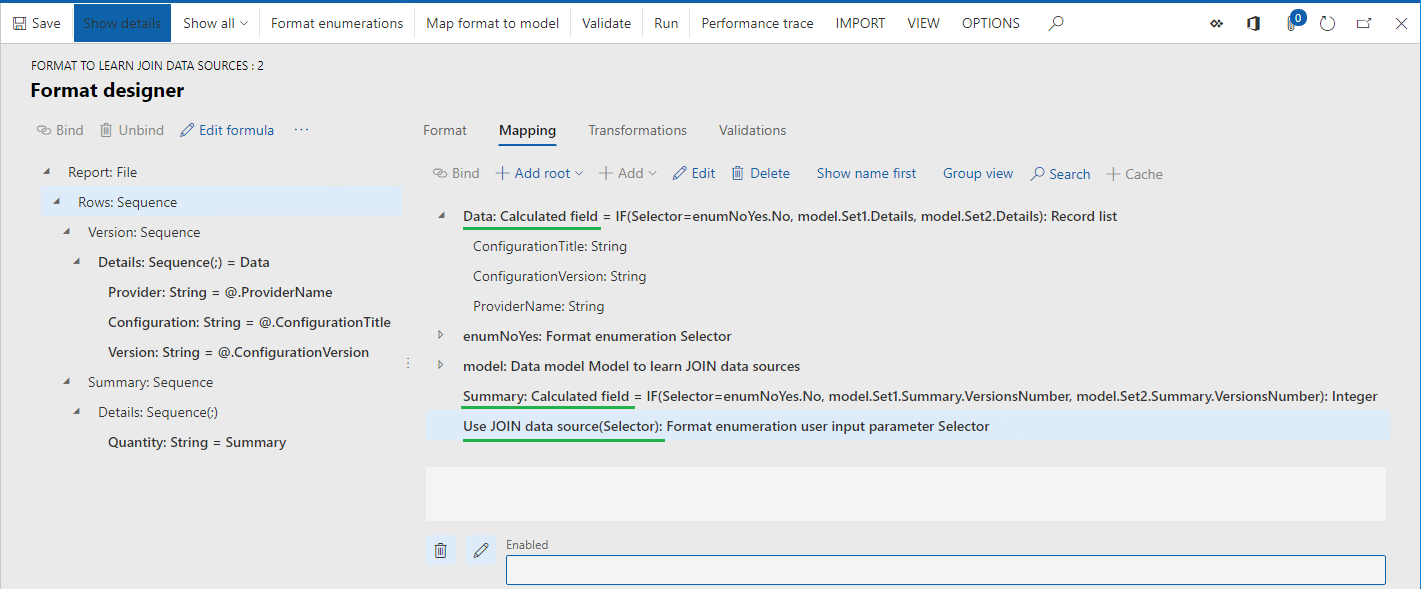 Save Show details Show all Format enumerations Map format to model Validate Run Performance trace IMPORT VIEW OPTIONS 0
FORMAT TO LEARN JOIN DATA SOURCES : 2
Format designer
Bind Unbind Edit formula ···
Report: File
Rows: Sequence
Version: Sequence
Details: Sequence(;) = Data
Provider: String = @.ProviderName
Configuration: String = @.ConfigurationTitle
Version: String = @.ConfigurationVersion
Summary: Sequence
Details: Sequence(;)
Quantity: String = Summary
Format Mapping Transformations Validations
Bind Add root Add Edit Delete Show name first Group view Search Cache
Data: Calculated field = IF(Selector=enumNoYes.No, model.Set1.Details, model.Set2.Details): Record list
ConfigurationTitle: String
ConfigurationVersion: String
ProviderName: String
enumNoYes: Format enumeration Selector
model: Data model Model to learn JOIN data sources
Summary: Calculated field = IF(Selector=enumNoYes.No, model.Set1.Summary.VersionsNumber, model.Set2.Summary.VersionsNumber): Integer
Use JOIN data source(Selector): Format enumeration user input parameter Selector
Enabled